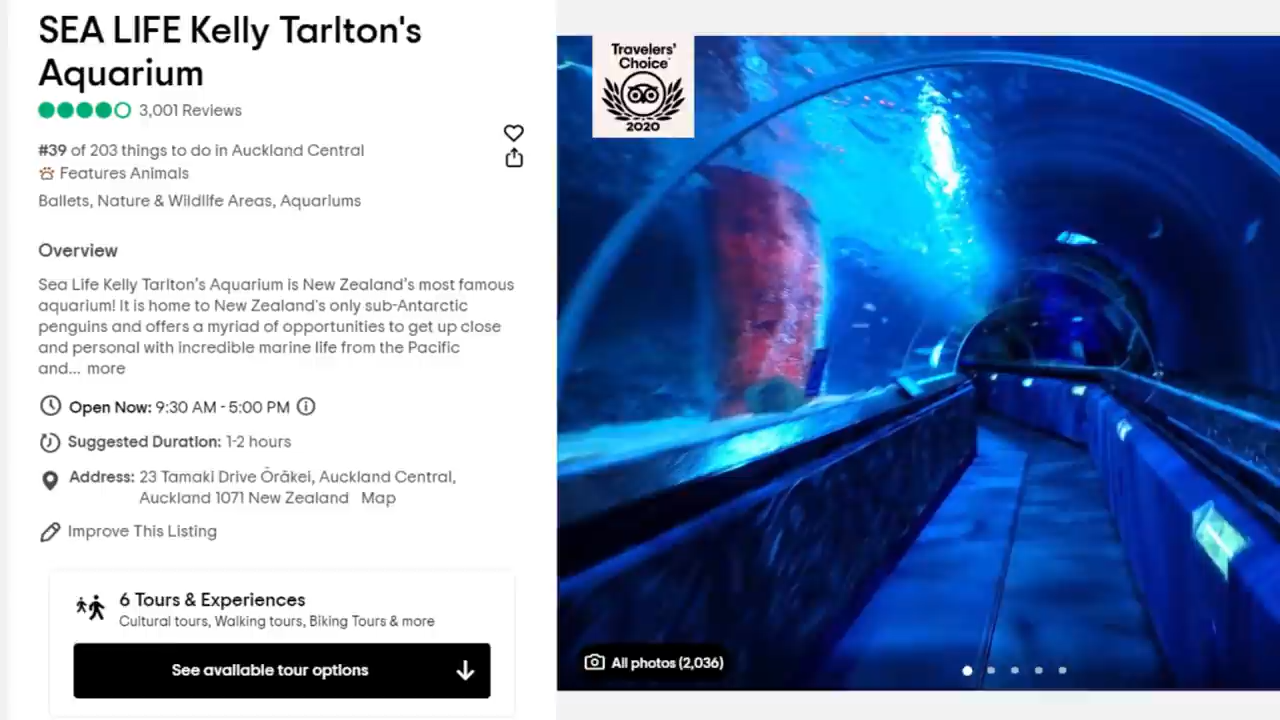 SEA LIFE Kelly Tarlton's
Aquarium
3,001 Reviews
#39 of 203 things to do in Auckland Central
Features Animals
Ballets, Nature & Wildlife Areas, Aquariums
Overview
Sea Life Kelly Tarlton's Aquarium is New Zealand's most famous
aquarium! It is home to New Zealand's only sub-Antarctic
penguins and offers a myriad of opportunities to get up close
and personal with incredible marine life from the Pacific
and... more
Open Now: 9:30 AM - 5:00 PM
Suggested Duration: 1-2 hours
Address: 23 Tamaki Drive Ōrākei, Auckland Central,
Auckland 1071 New Zealand Map
Improve This Listing
6 Tours & Experiences
Cultural tours, Walking tours, Biking Tours & more
See available tour options
Travelers'
Choice
2020
All photos (2,036)